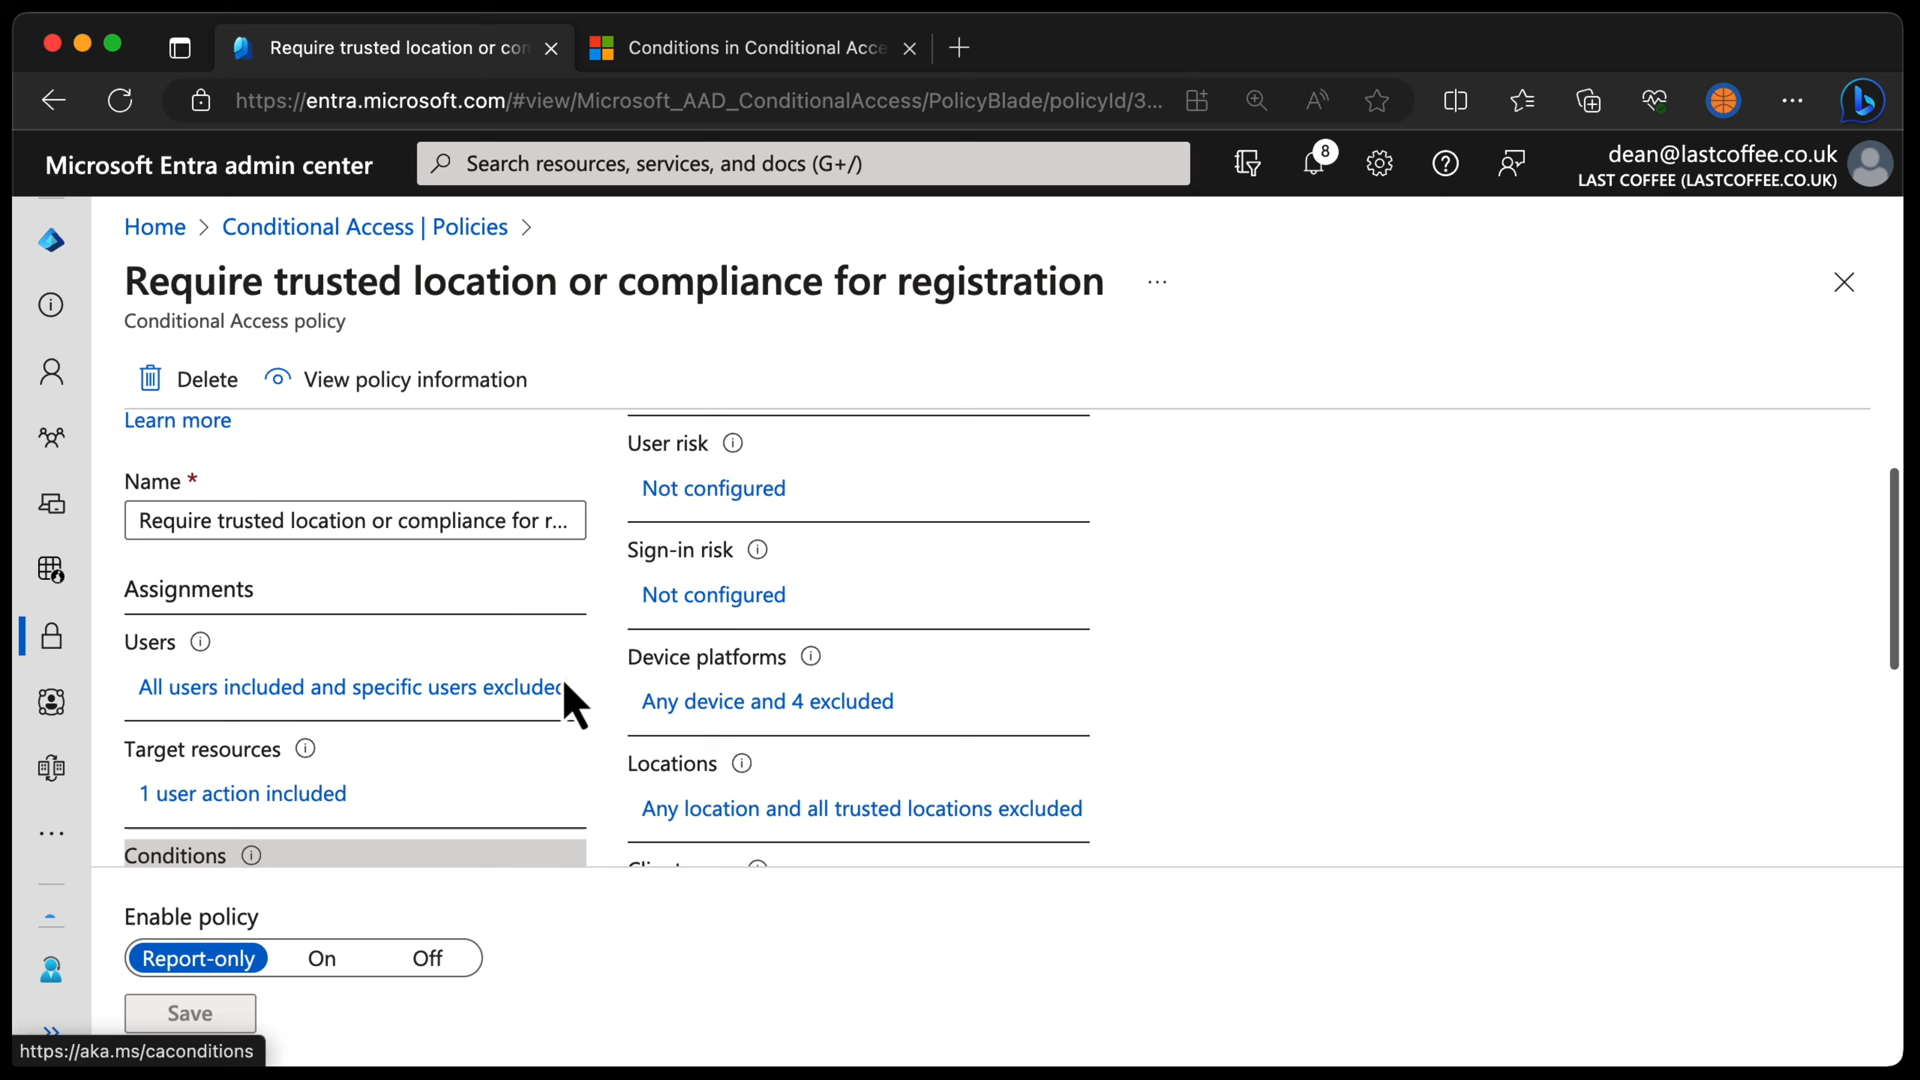 Require trusted location or con
Conditions in Conditional Acce
https://entra.microsoft.com/#view/Microsoft_AAD_ConditionalAccess/PolicyBlade/policyId/3...
Microsoft Entra admin center
Search resources, services, and docs (G+/)
8
dean@lastcoffee.co.uk
LAST COFFEE (LASTCOFFEE.CO.UK)
Home > Conditional Access | Policies >
Require trusted location or compliance for registration ...
Conditional Access policy
Delete
View policy information
Learn more
Name *
Require trusted location or compliance for r...
Assignments
Users
All users included and specific users excluded
Target resources
1 user action included
Conditions
User risk
Not configured
Sign-in risk
Not configured
Device platforms
Any device and 4 excluded
Locations
Any location and all trusted locations excluded
Enable policy
Report-only On Off
Save
https://aka.ms/caconditions